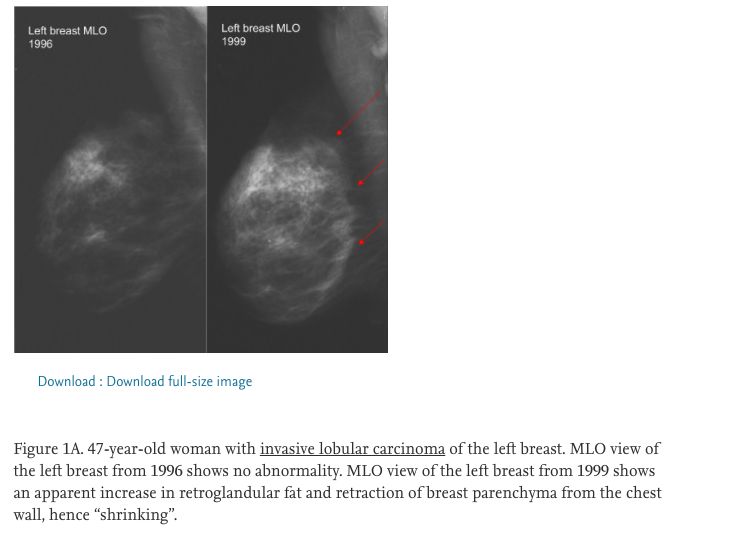 Left breast MLO
1996
Left breast MLO
1999
Download : Download full-size image
Figure 1A. 47-year-old woman with invasive lobular carcinoma of the left breast. MLO view of
the left breast from 1996 shows no abnormality. MLO view of the left breast from 1999 shows
an apparent increase in retroglandular fat and retraction of breast parenchyma from the chest
wall, hence “shrinking”.